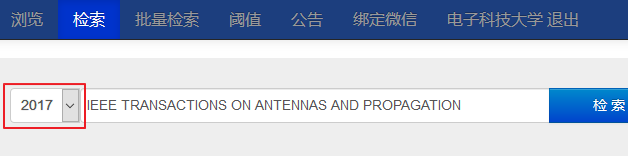 浏览 检索 批量检索 阈值 公告 绑定微信 电子科技大学 退出
2017 IEEE TRANSACTIONS ON ANTENNAS AND PROPAGATION 检 索